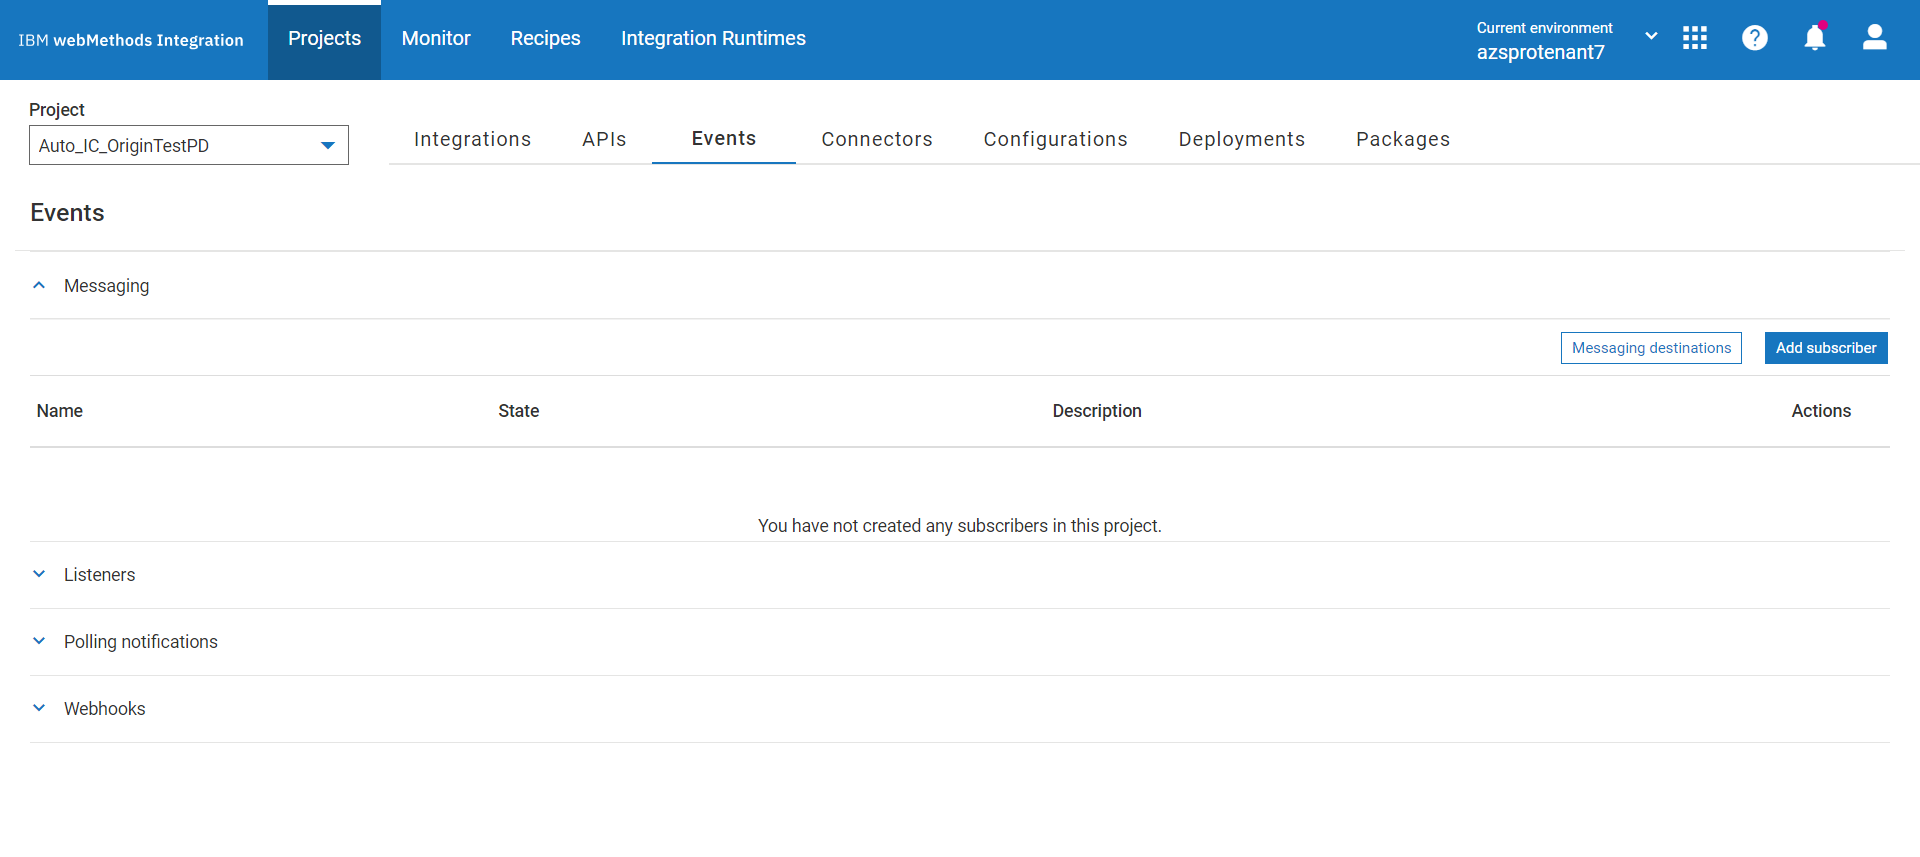 IBM webMethods Integration
Projects
Monitor
Recipes
Integration Runtimes
Current environment
azsprotenant7
Project
Auto_IC_OriginTestPD
Integrations
APIs
Events
Connectors
Configurations
Deployments
Packages
Events
Messaging
Messaging destinations
Add subscriber
Name
State
Description
Actions
You have not created any subscribers in this project.
Listeners
Polling notifications
Webhooks